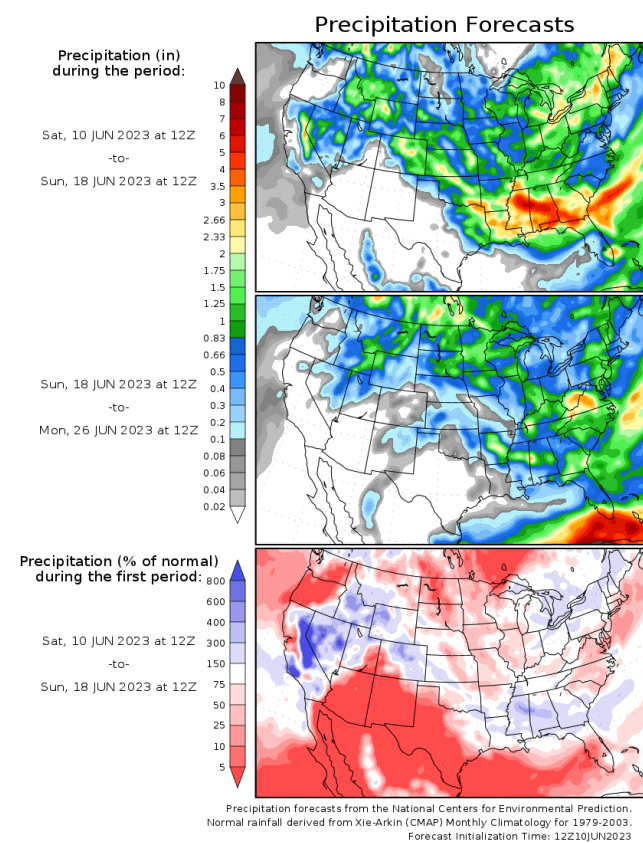 Precipitation Forecasts
Precipitation (in)
during the period:
Sat, 10 JUN 2023 at 12Z
-to-
Sun, 18 JUN 2023 at 12Z
10
8
7
6
5
4
3.5
3
2.66
2.33
2
1.75
1.5
1.25
1
0.83
0.66
0.5
0.4
0.3
0.2
0.1
0.08
0.06
0.04
0.02
Sun, 18 JUN 2023 at 12Z
-to-
Mon, 26 JUN 2023 at 12Z
Precipitation (% of normal)
during the first period:
Sat, 10 JUN 2023 at 12Z
-to-
Sun, 18 JUN 2023 at 12Z
800
600
400
300
150
75
50
25
10
5
Precipitation forecasts from the National Centers for Environmental Prediction.
Normal rainfall derived from Xie-Arkin (CMAP) Monthly Climatology for 1979-2003.
Forecast Initialization Time: 12Z10JUN2023